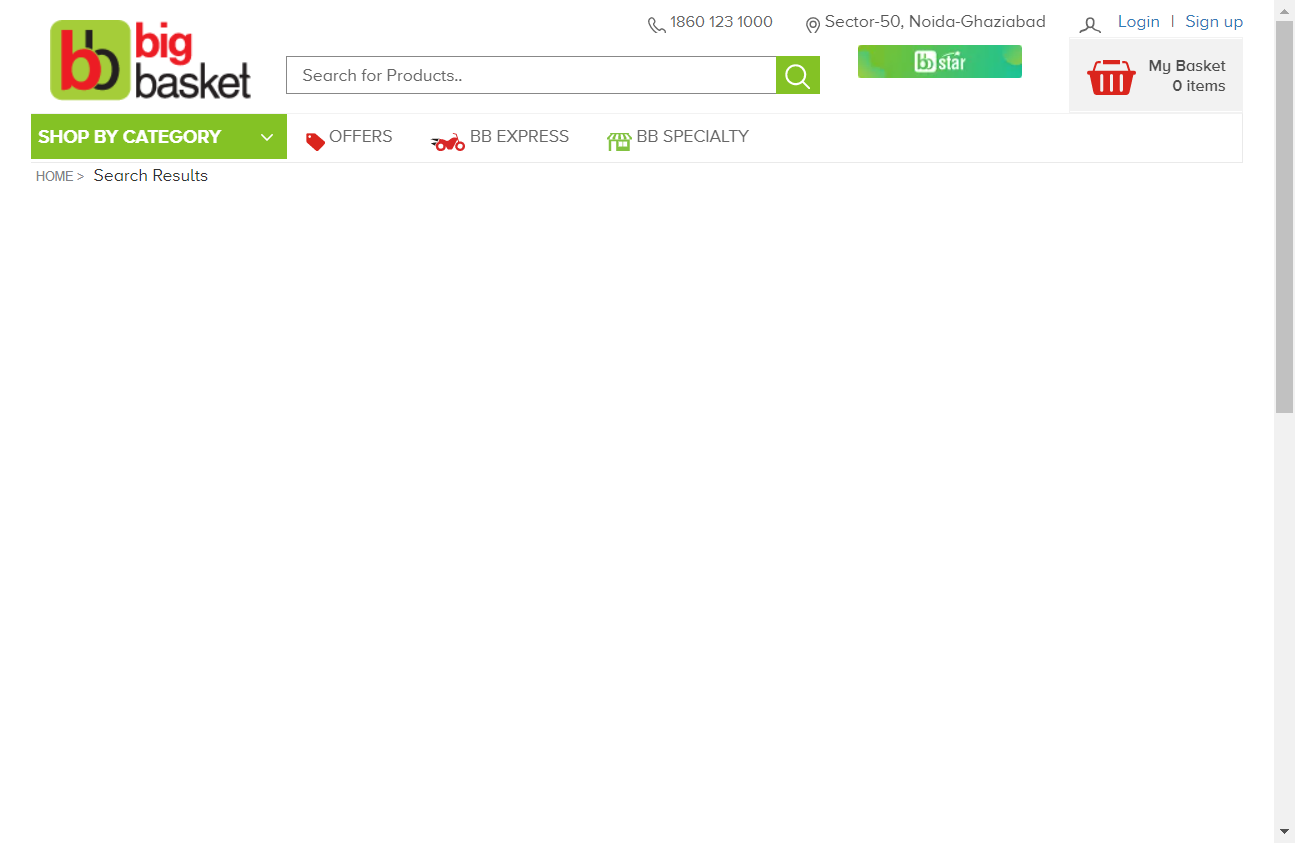 1860 123 1000
Sector-50, Noida-Ghaziabad
Login | Sign up
bb
big
basket
Search for Products..
bb star
My Basket
0 items
SHOP BY CATEGORY
OFFERS
BB EXPRESS
BB SPECIALTY
HOME > Search Results